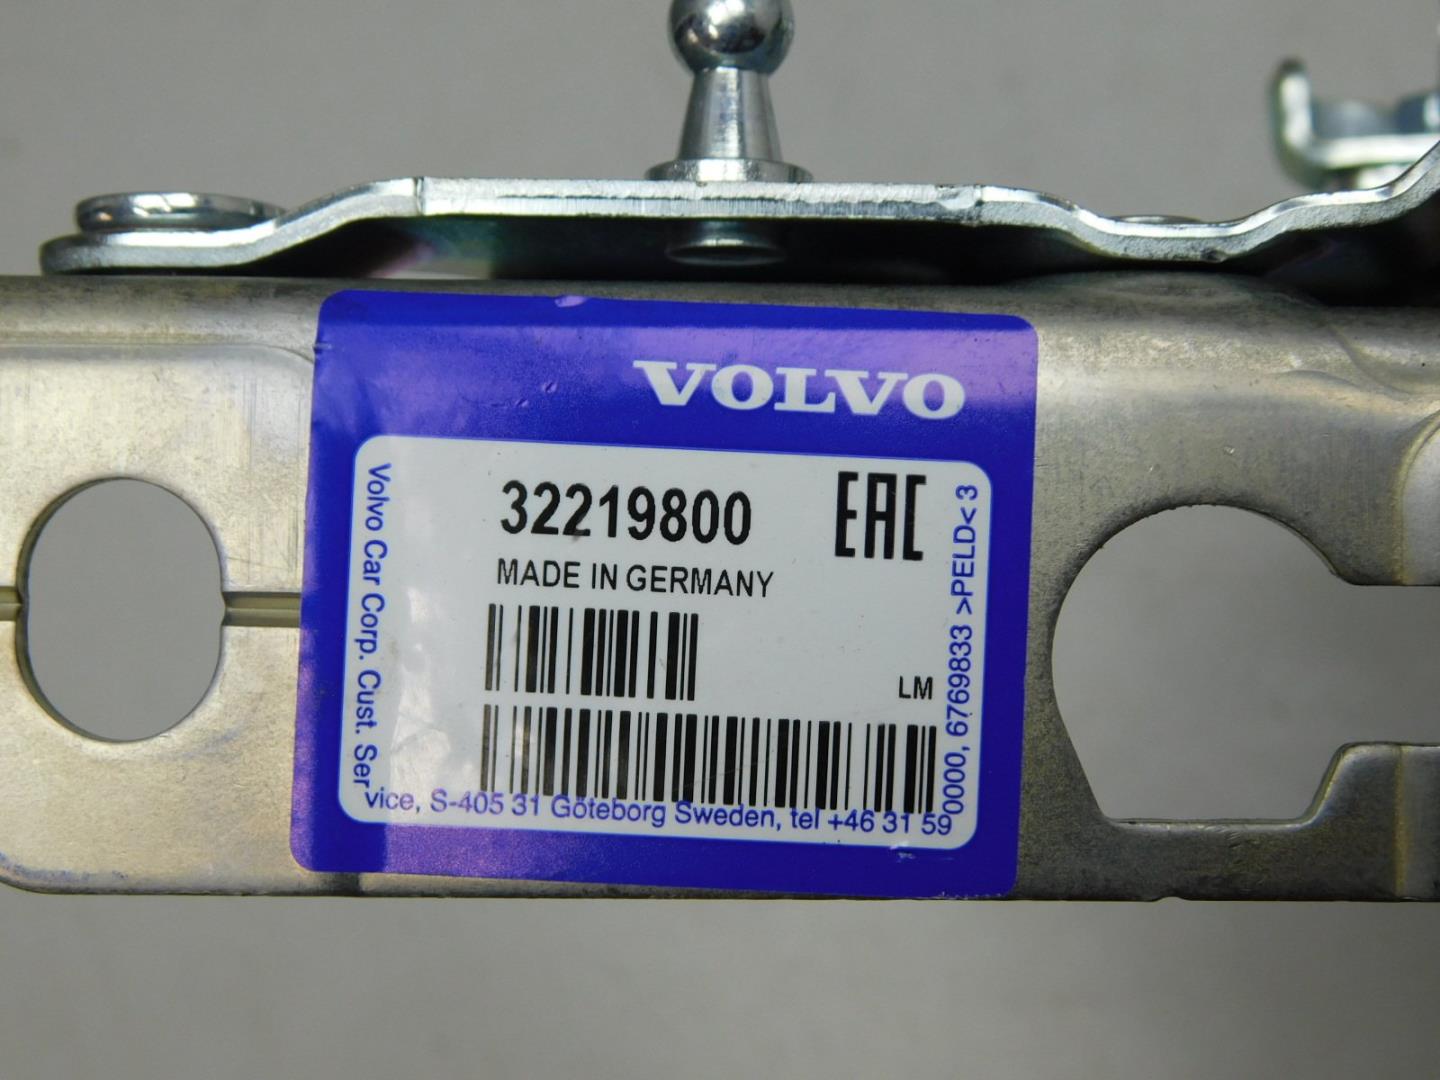 VOLVO
32219800
EAC
MADE IN GERMANY
LM
Volvo Car Corp. Cust. Service, S-405 31 Göteborg Sweden, tel +46 31 590000, 6769833 >PELD< 3